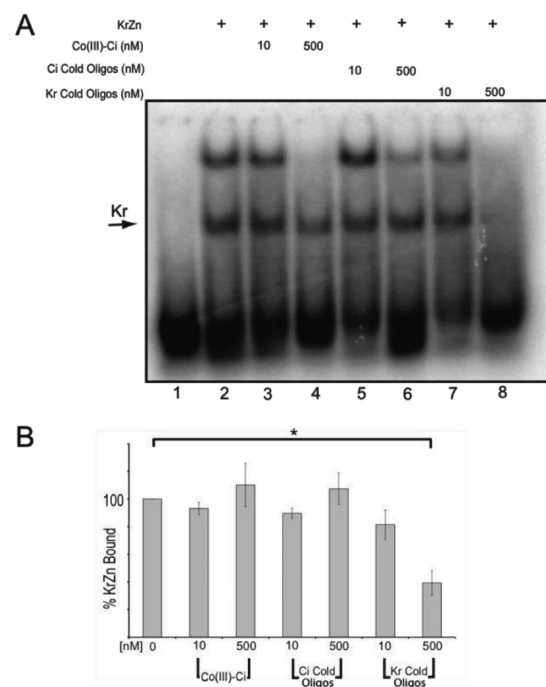 A
KrZn + + + + + + +
Co(III)-Ci (nM) 10 500
Ci Cold Oligos (nM) 10 500
Kr Cold Oligos (nM) 10 500
Kr
1 2 3 4 5 6 7 8
B
*
100
% KrZn Bound
[nM] 0 10 500 10 500 10 500
Co(III)-Ci Ci Cold Oligos Kr Cold Oligos